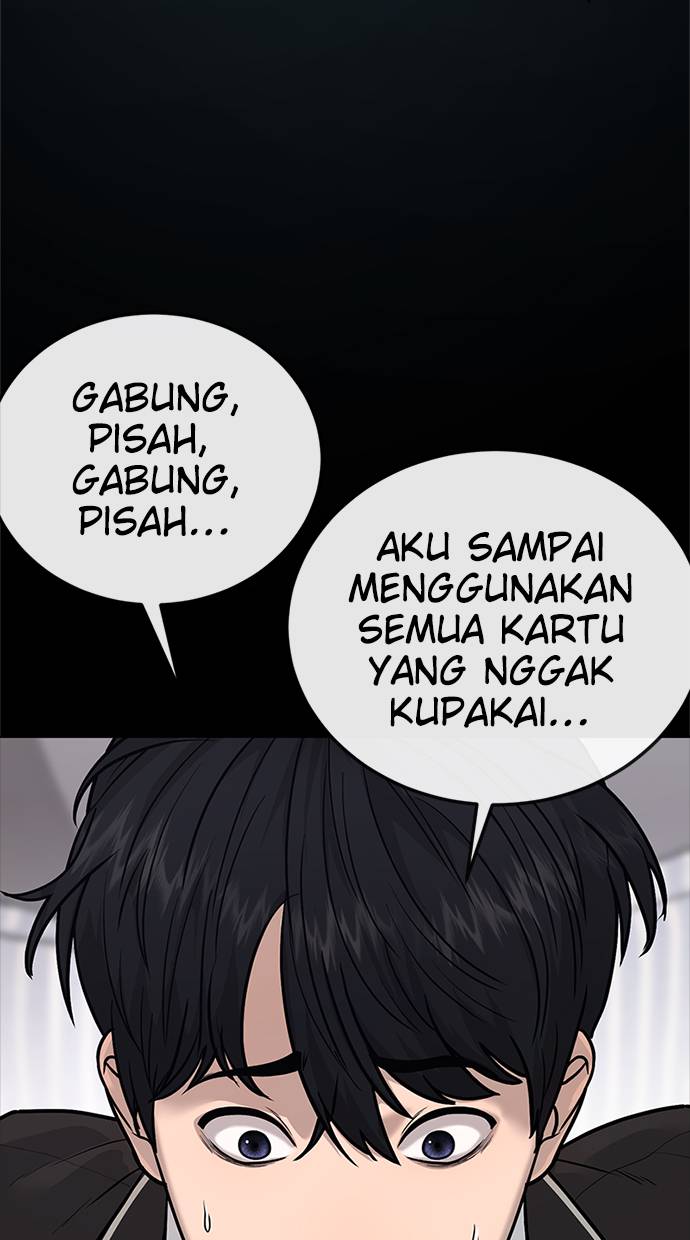 GABUNG,
PISAH,
GABUNG,
PISAH...
AKU SAMPAI
MENGGUNAKAN
SEMUA KARTU
YANG NGGAK
KUPAKAI...